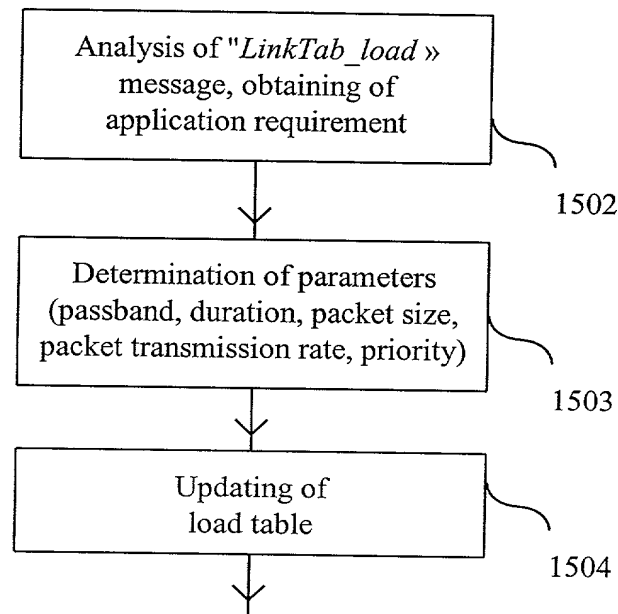 Analysis of "LinkTab_load »
message, obtaining of
application requirement
1502
Determination of parameters
(passband, duration, packet size,
packet transmission rate, priority)
1503
Updating of
load table
1504